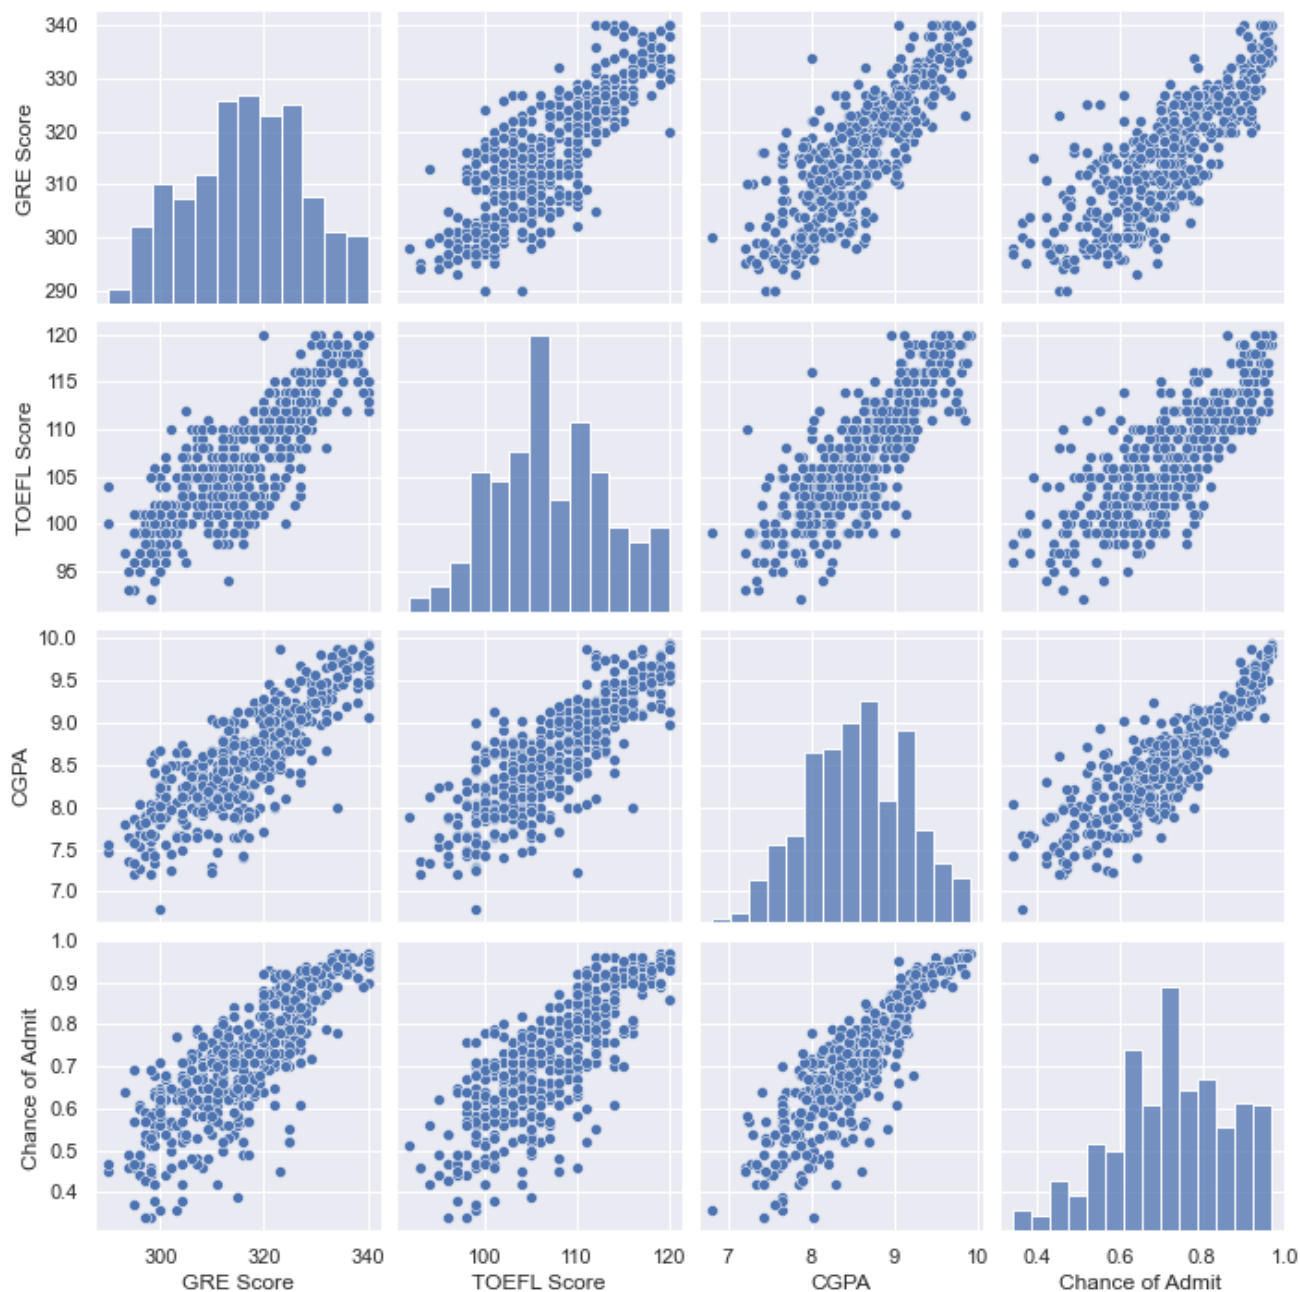 340
330
320
310
300
290
GRE Score
120
115
110
105
100
95
TOEFL Score
10.0
9.5
9.0
8.5
8.0
7.5
7.0
CGPA
1.0
0.9
0.8
0.7
0.6
0.5
0.4
Chance of Admit
300 320 340
GRE Score
100 110 120
TOEFL Score
7 8 9 10
CGPA
0.4 0.6 0.8 1.0
Chance of Admit